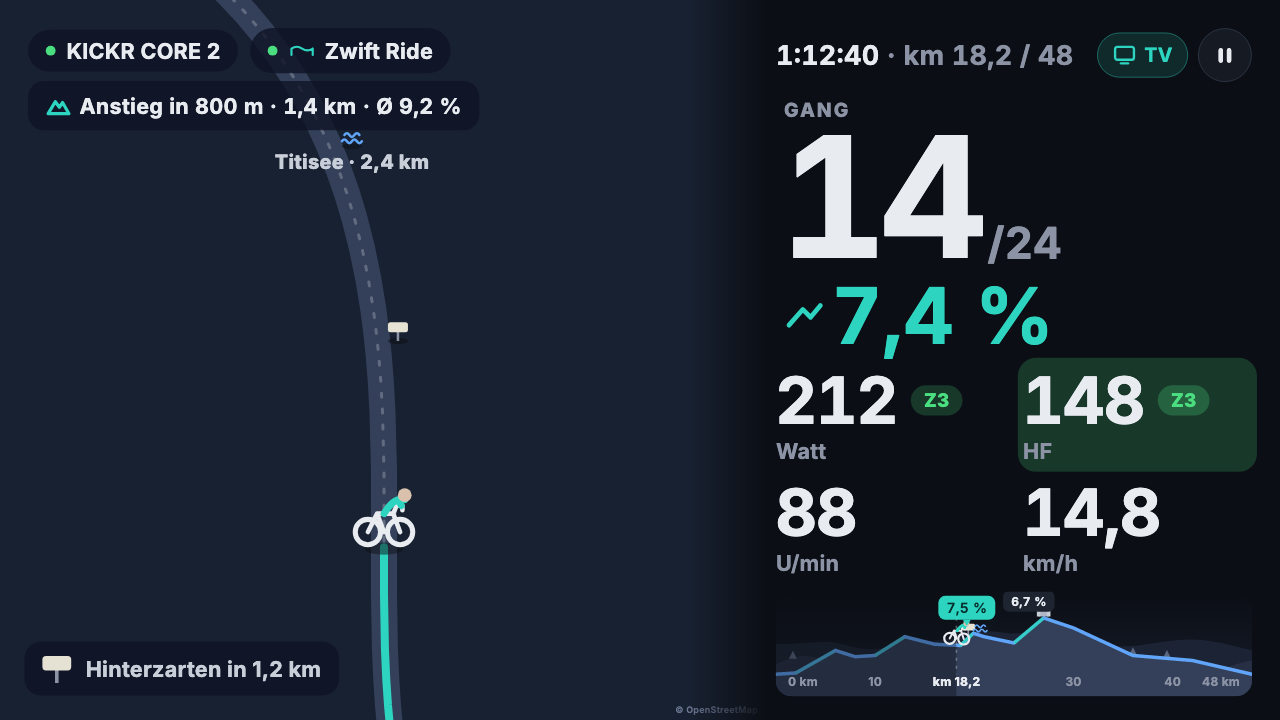 KICKR CORE 2
Zwift Ride
Anstieg in 800 m · 1,4 km · Ø 9,2 %
Titisee · 2,4 km
Hinterzarten in 1,2 km
© OpenStreetMap
1:12:40 · km 18,2 / 48
TV
GANG
14/24
7,4 %
212 Z3
Watt
148 Z3
HF
88
U/min
14,8
km/h
7,5 %
6,7 %
0 km 10 km 18,2 30 40 48 km